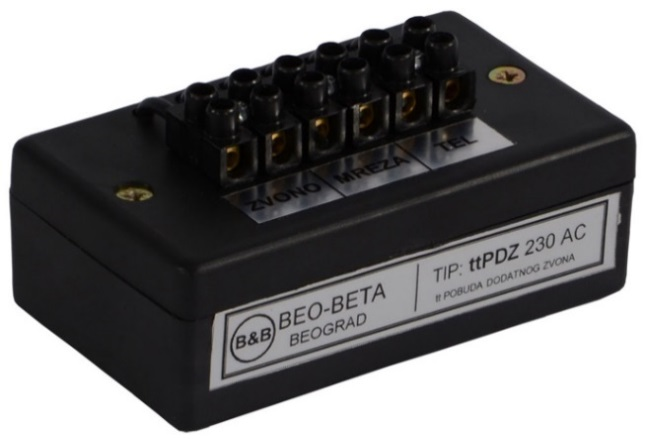 ZVONO MREZA TEL
B&B BEO-BETA
BEOGRAD
TIP: ttPDZ 230 AC
tt POBUDA DODATNOG ZVONA